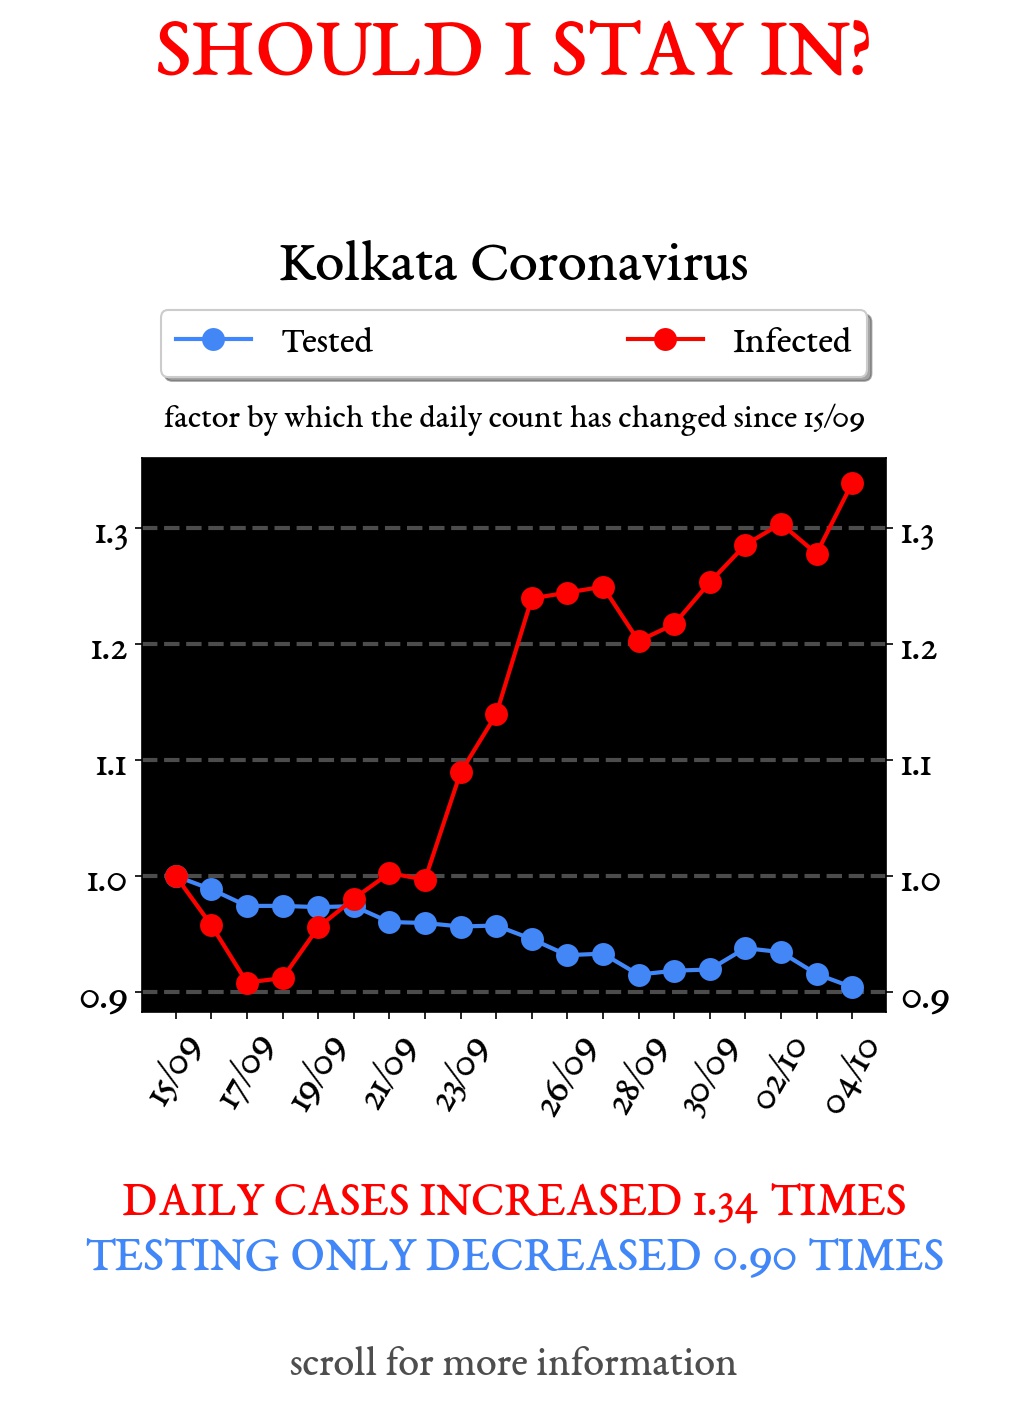 SHOULD I STAY IN?
Kolkata Coronavirus
Tested Infected
factor by which the daily count has changed since 15/09
1.3 1.3
1.2 1.2
1.1 1.1
1.0 1.0
0.9 0.9
15/09 17/09 19/09 21/09 23/09 26/09 28/09 30/09 02/10 04/10
DAILY CASES INCREASED 1.34 TIMES
TESTING ONLY DECREASED 0.90 TIMES
scroll for more information